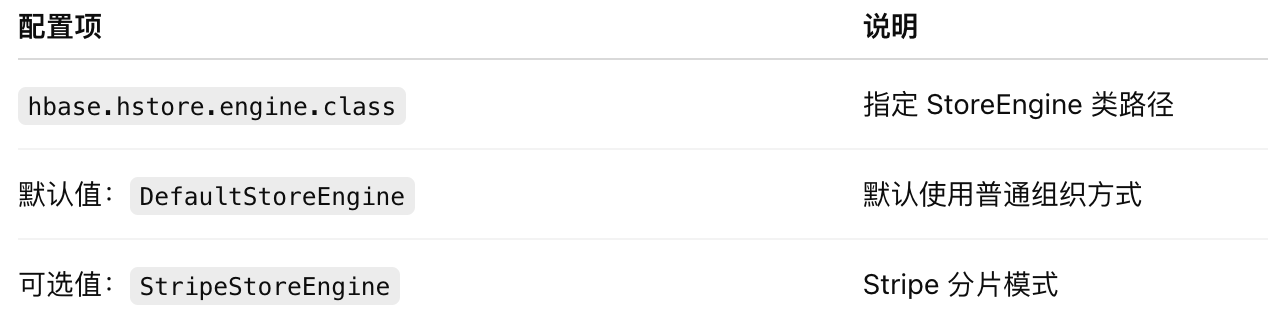 配置项 说明
hbase.hstore.engine.class 指定 StoreEngine 类路径
默认值： DefaultStoreEngine 默认使用普通组织方式
可选值： StripeStoreEngine Stripe 分片模式